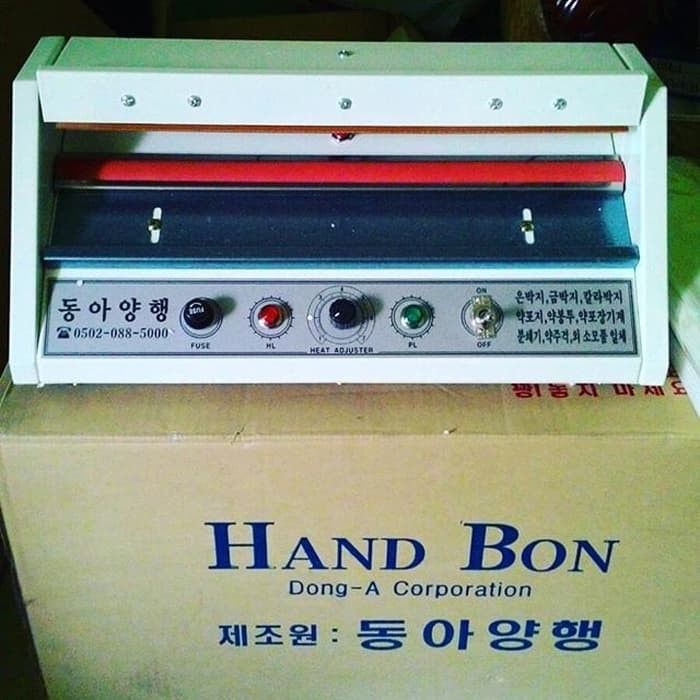 동아양행
☎0502-088-5000
FUSE
FUSE
HL
HEAT ADJUSTER
PL
ON
OFF
은박지,금박지,칼라박지
약포지,약봉투,약포장기계
분쇄기,약주걱,외 소모품 일체
HAND BON
Dong-A Corporation
제조원 : 동아양행